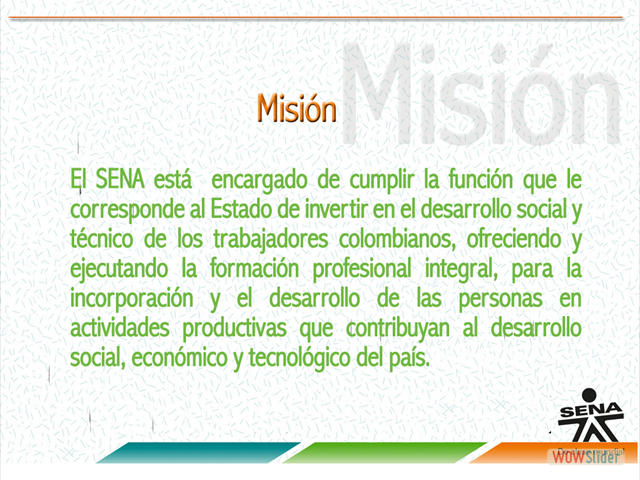 Misión
Misión
El SENA está encargado de cumplir la función que le
corresponde al Estado de invertir en el desarrollo social y
técnico de los trabajadores colombianos, ofreciendo y
ejecutando la formación profesional integral, para la
incorporación y el desarrollo de las personas en
actividades productivas que contribuyan al desarrollo
social, económico y tecnológico del país.
SENA
WOWSlider